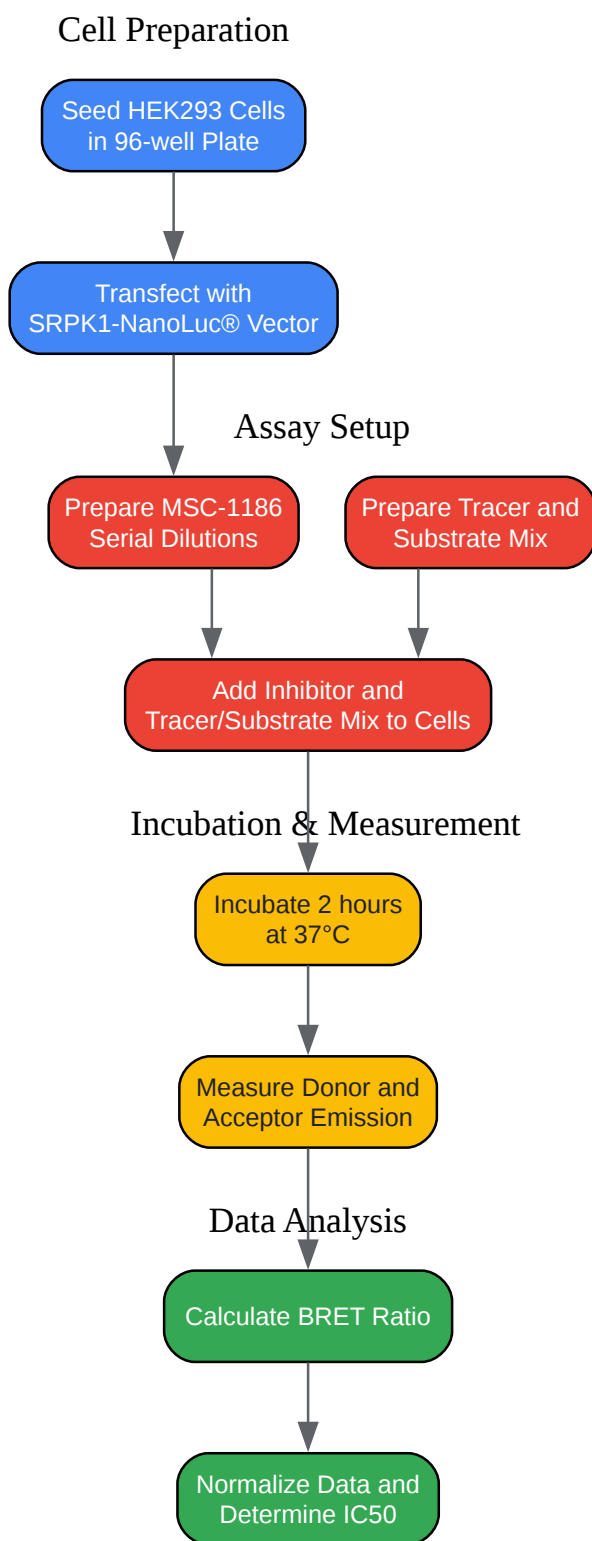 Cell Preparation
Seed HEK293 Cells
in 96-well Plate
Transfect with
SRPK1-NanoLuc® Vector
Assay Setup
Prepare MSC-1186
Serial Dilutions
Prepare Tracer and
Substrate Mix
Add Inhibitor and
Tracer/Substrate Mix to Cells
Incubation & Measurement
Incubate 2 hours
at 37°C
Measure Donor and
Acceptor Emission
Data Analysis
Calculate BRET Ratio
Normalize Data and
Determine IC50